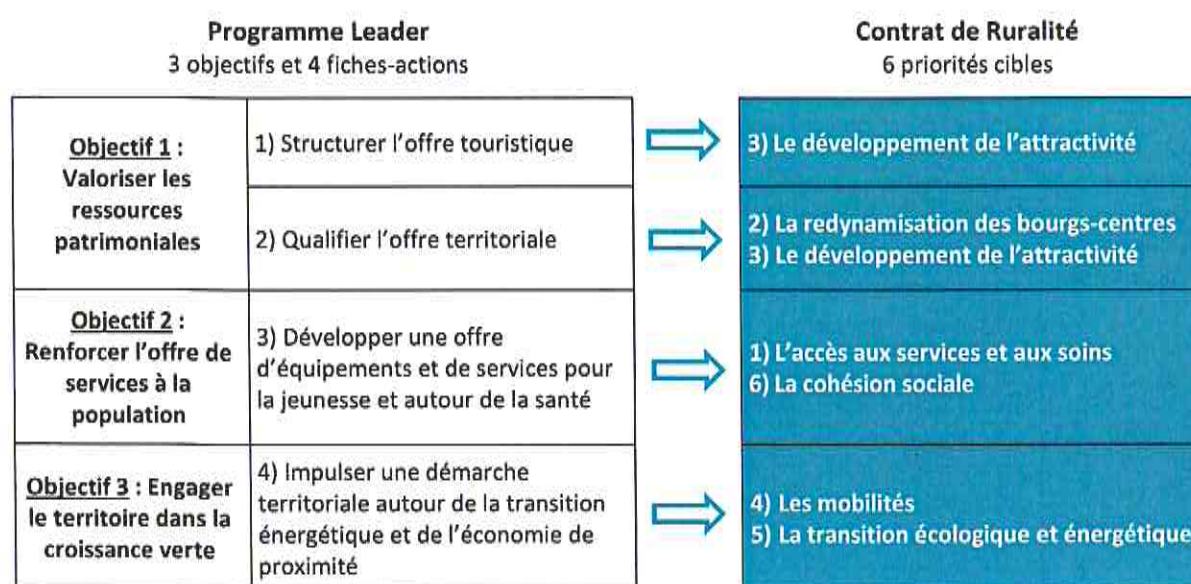 Programme Leader
3 objectifs et 4 fiches-actions
Contrat de Ruralité
6 priorités cibles
Objectif 1 :
Valoriser les
ressources
patrimoniales
1) Structurer l'offre touristique
3) Le développement de l'attractivité
2) Qualifier l'offre territoriale
2) La redynamisation des bourgs-centres
3) Le développement de l'attractivité
Objectif 2 :
Renforcer l'offre de
services à la
population
3) Développer une offre
d'équipements et de services pour
la jeunesse et autour de la santé
1) L'accès aux services et aux soins
6) La cohésion sociale
Objectif 3 : Engager
le territoire dans la
croissance verte
4) Impulser une démarche
territoriale autour de la transition
énergétique et de l'économie de
proximité
4) Les mobilités
5) La transition écologique et énergétique